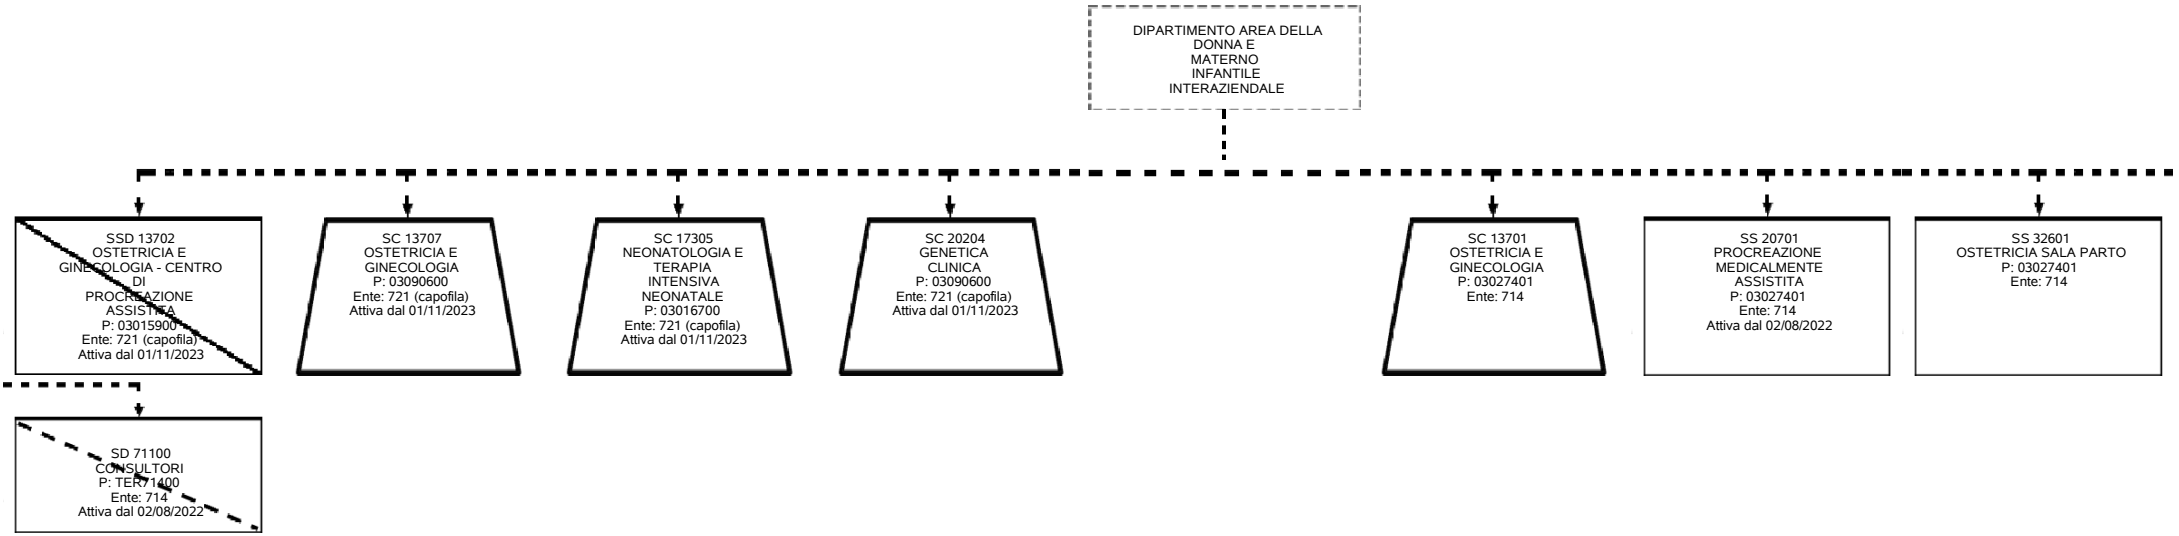 DIPARTIMENTO AREA DELLA
DONNA E
MATERNO
INFANTILE
INTERAZIENDALE
SSD 13702
OSTETRICIA E
GINECOLOGIA - CENTRO
DI
PROCREAZIONE
ASSISTITA
P: 03015900
Ente: 721 (capofila)
Attiva dal 01/11/2023
SC 13707
OSTETRICIA E
GINECOLOGIA
P: 03090600
Ente: 721 (capofila)
Attiva dal 01/11/2023
SC 17305
NEONATOLOGIA E
TERAPIA
INTENSIVA
NEONATALE
P: 03016700
Ente: 721 (capofila)
Attiva dal 01/11/2023
SC 20204
GENETICA
CLINICA
P: 03090600
Ente: 721 (capofila)
Attiva dal 01/11/2023
SC 13701
OSTETRICIA E
GINECOLOGIA
P: 03027401
Ente: 714
SS 20701
PROCREAZIONE
MEDICALMENTE
ASSISTITA
P: 03027401
Ente: 714
Attiva dal 02/08/2022
SS 32601
OSTETRICIA SALA PARTO
P: 03027401
Ente: 714
SD 71100
CONSULTORI
P: TER71400
Ente: 714
Attiva dal 02/08/2022